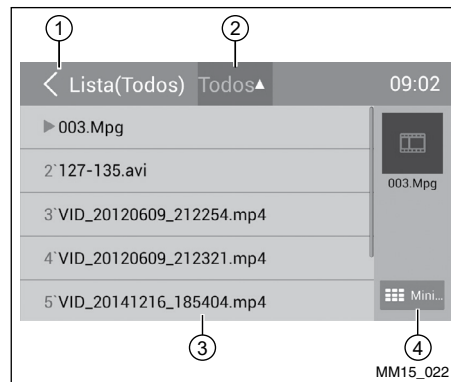 1 2
Lista(Todos) Todos▲ 09:02
003.Mpg
2`127-135.avi
003.Mpg
3`VID_20120609_212254.mp4
4`VID_20120609_212321.mp4
5`VID_20141216_185404.mp4
Mini...
3 4
MM15_022